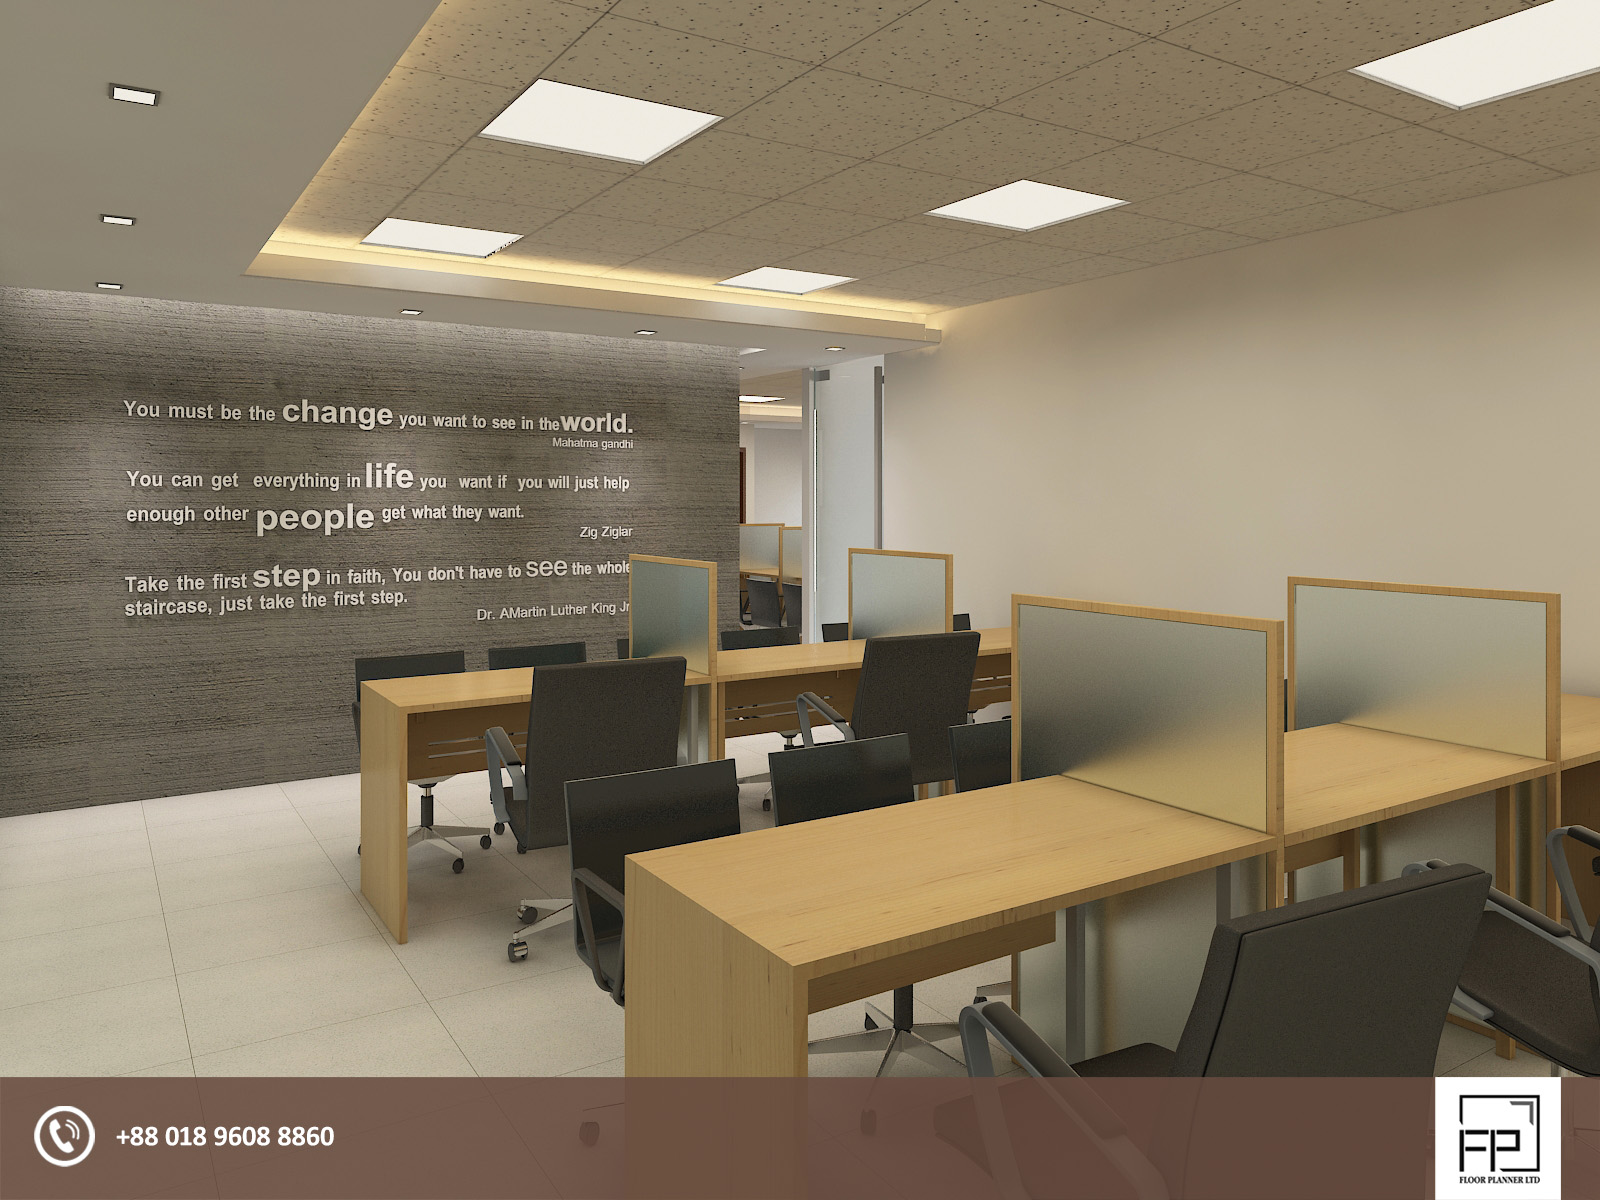 You must be the change you want to see in the world.
Mahatma gandhi
You can get everything in life you want if you will just help
enough other people get what they want.
Zig Ziglar
Take the first step in faith, You don't have to see the whole
staircase, just take the first step.
Dr. AMartin Luther King Jr
+88 018 9608 8860
FP
FLOOR PLANNER LTD